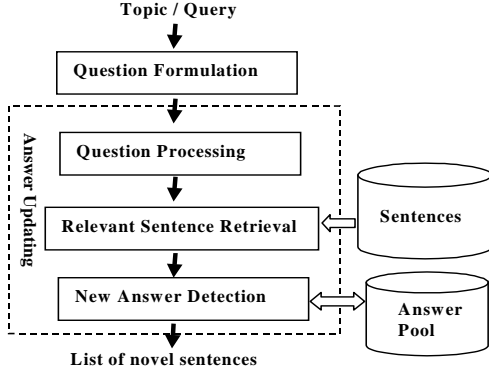 Topic / Query
Question Formulation
Answer Updating
Question Processing
Relevant Sentence Retrieval
Sentences
New Answer Detection
Answer
Pool
List of novel sentences